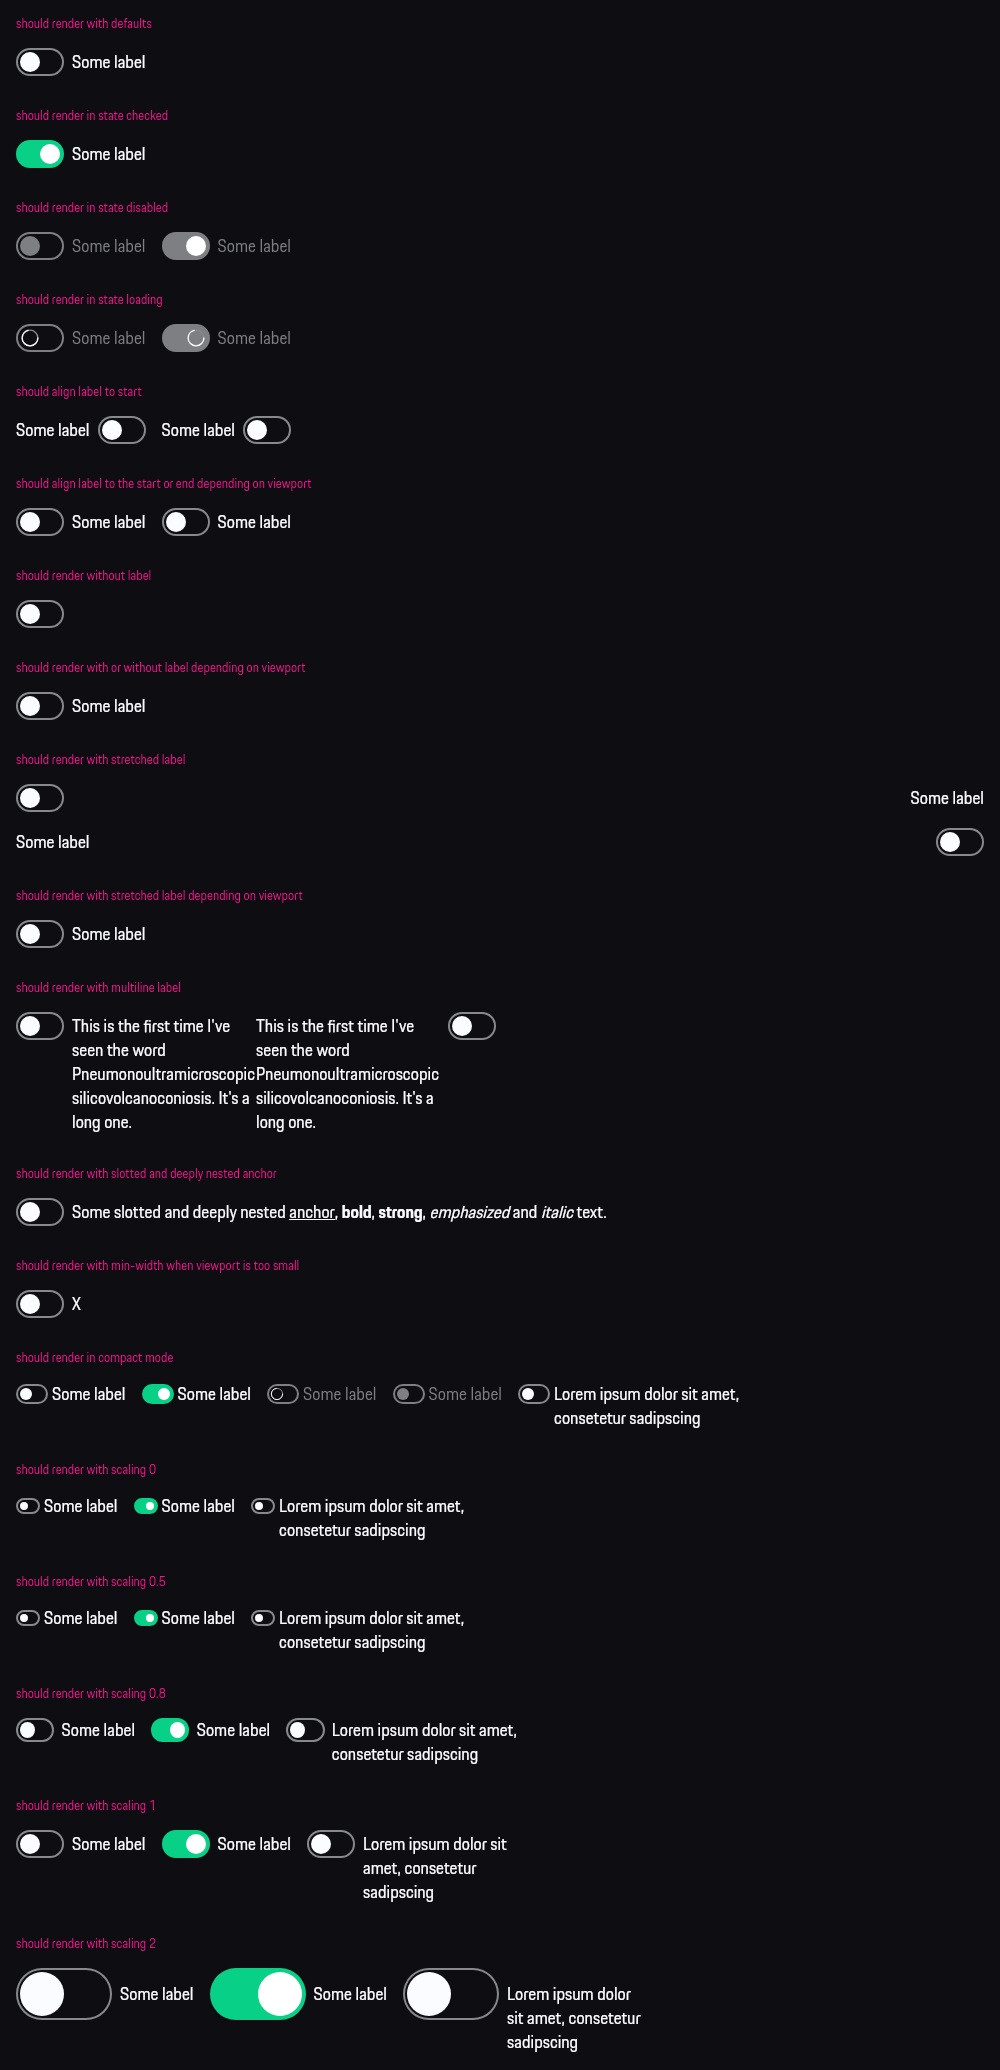 should render with defaults
Some label
should render in state checked
Some label
should render in state disabled
Some label Some label
should render in state loading
Some label Some label
should align label to start
Some label Some label
should align label to the start or end depending on viewport
Some label Some label
should render without label
should render with or without label depending on viewport
Some label
should render with stretched label
Some label
Some label
should render with stretched label depending on viewport
Some label
should render with multiline label
This is the first time I've
seen the word
Pneumonoultramicroscopic
silicovolcanoconiosis. It's a
long one.
This is the first time I've
seen the word
Pneumonoultramicroscopic
silicovolcanoconiosis. It's a
long one.
should render with slotted and deeply nested anchor
Some slotted and deeply nested anchor, bold, strong, emphasized and italic text.
should render with min-width when viewport is too small
X
should render in compact mode
Some label Some label Some label Some label Lorem ipsum dolor sit amet,
consetetur sadipscing
should render with scaling 0
Some label Some label Lorem ipsum dolor sit amet,
consetetur sadipscing
should render with scaling 0.5
Some label Some label Lorem ipsum dolor sit amet,
consetetur sadipscing
should render with scaling 0.8
Some label Some label Lorem ipsum dolor sit amet,
consetetur sadipscing
should render with scaling 1
Some label Some label Lorem ipsum dolor sit
amet, consetetur
sadipscing
should render with scaling 2
Some label Some label Lorem ipsum dolor
sit amet, consetetur
sadipscing